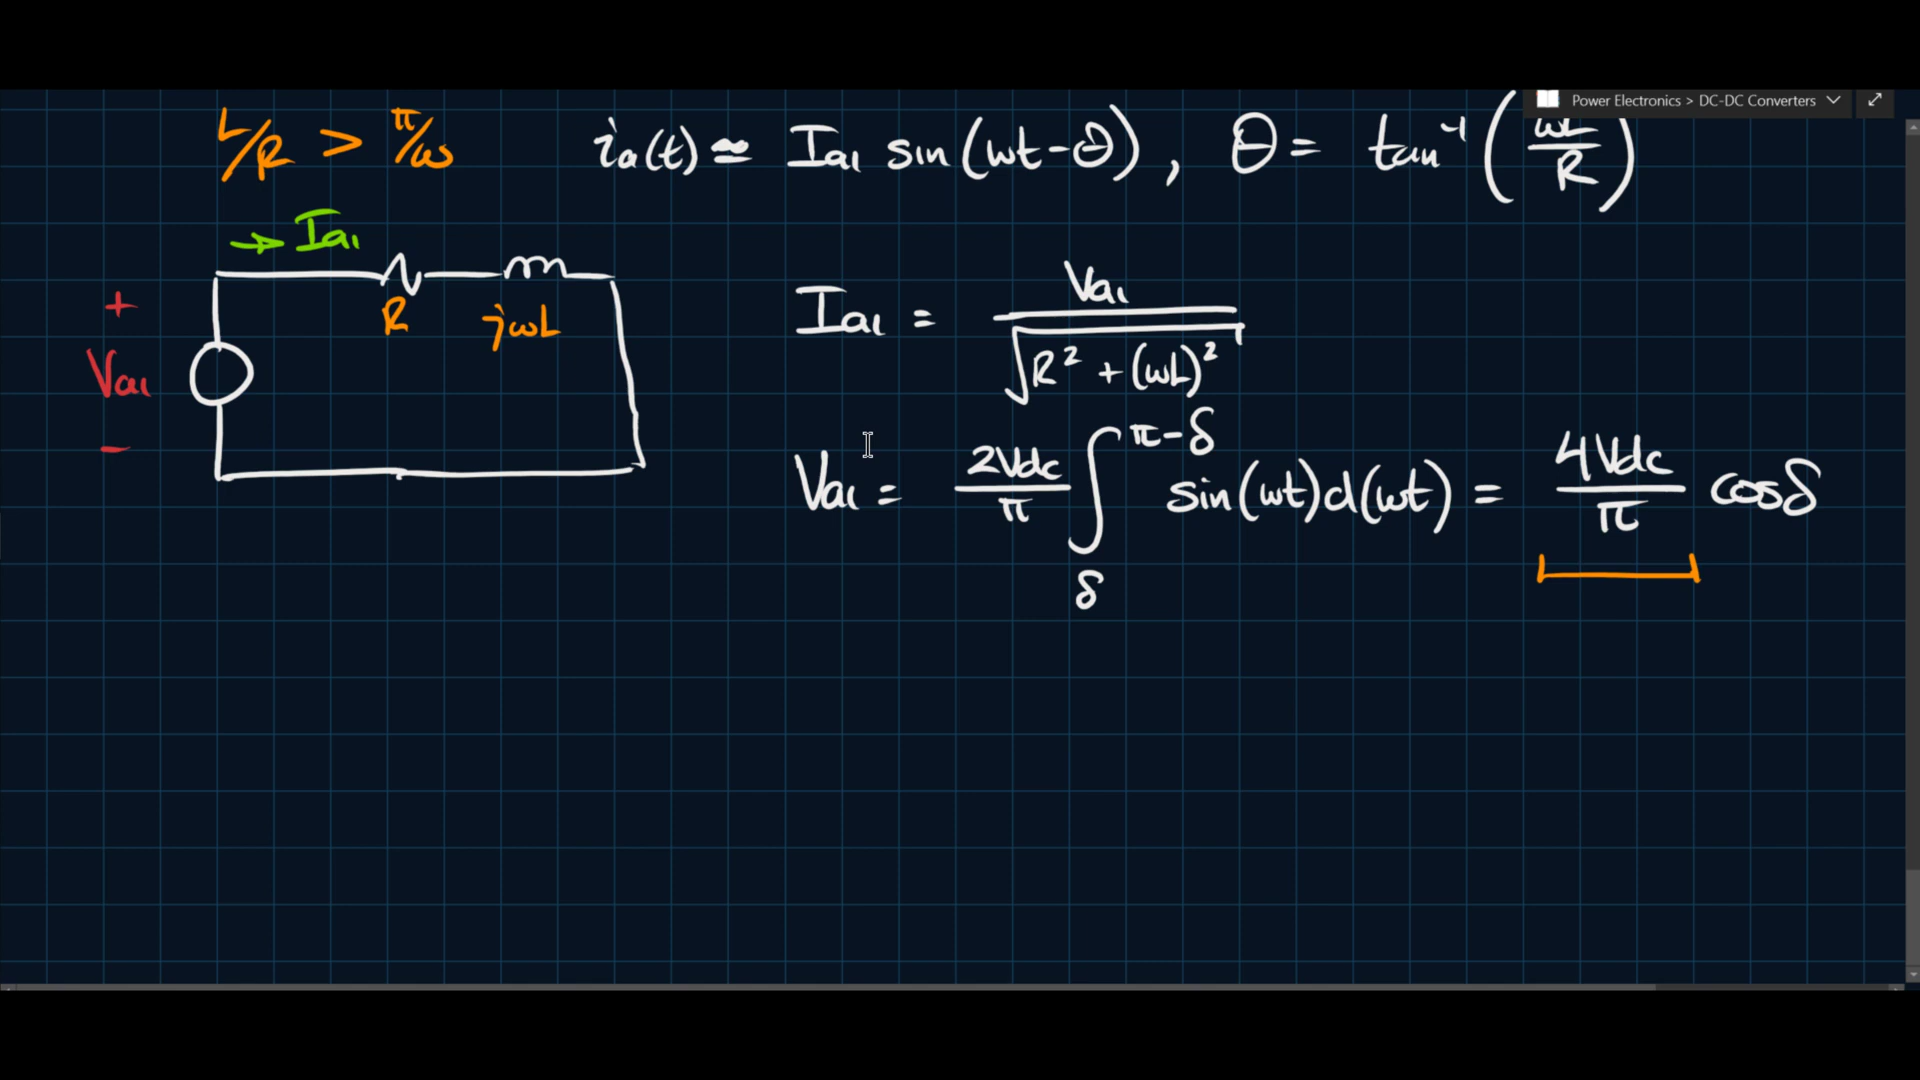 Power Electronics > DC-DC Converters
L/R > π/ω
ia(t) ≃ Ia1 sin(ωt-θ), θ = tan⁻¹(ωL/R)
→ Ia1
+
Va1
-
R
jωL
Ia1 = Va1 / √(R² + (ωL)²)
Va1 = 2Vdc/π ∫_δ^(π-δ) sin(ωt)d(ωt) = 4Vdc/π cosδ